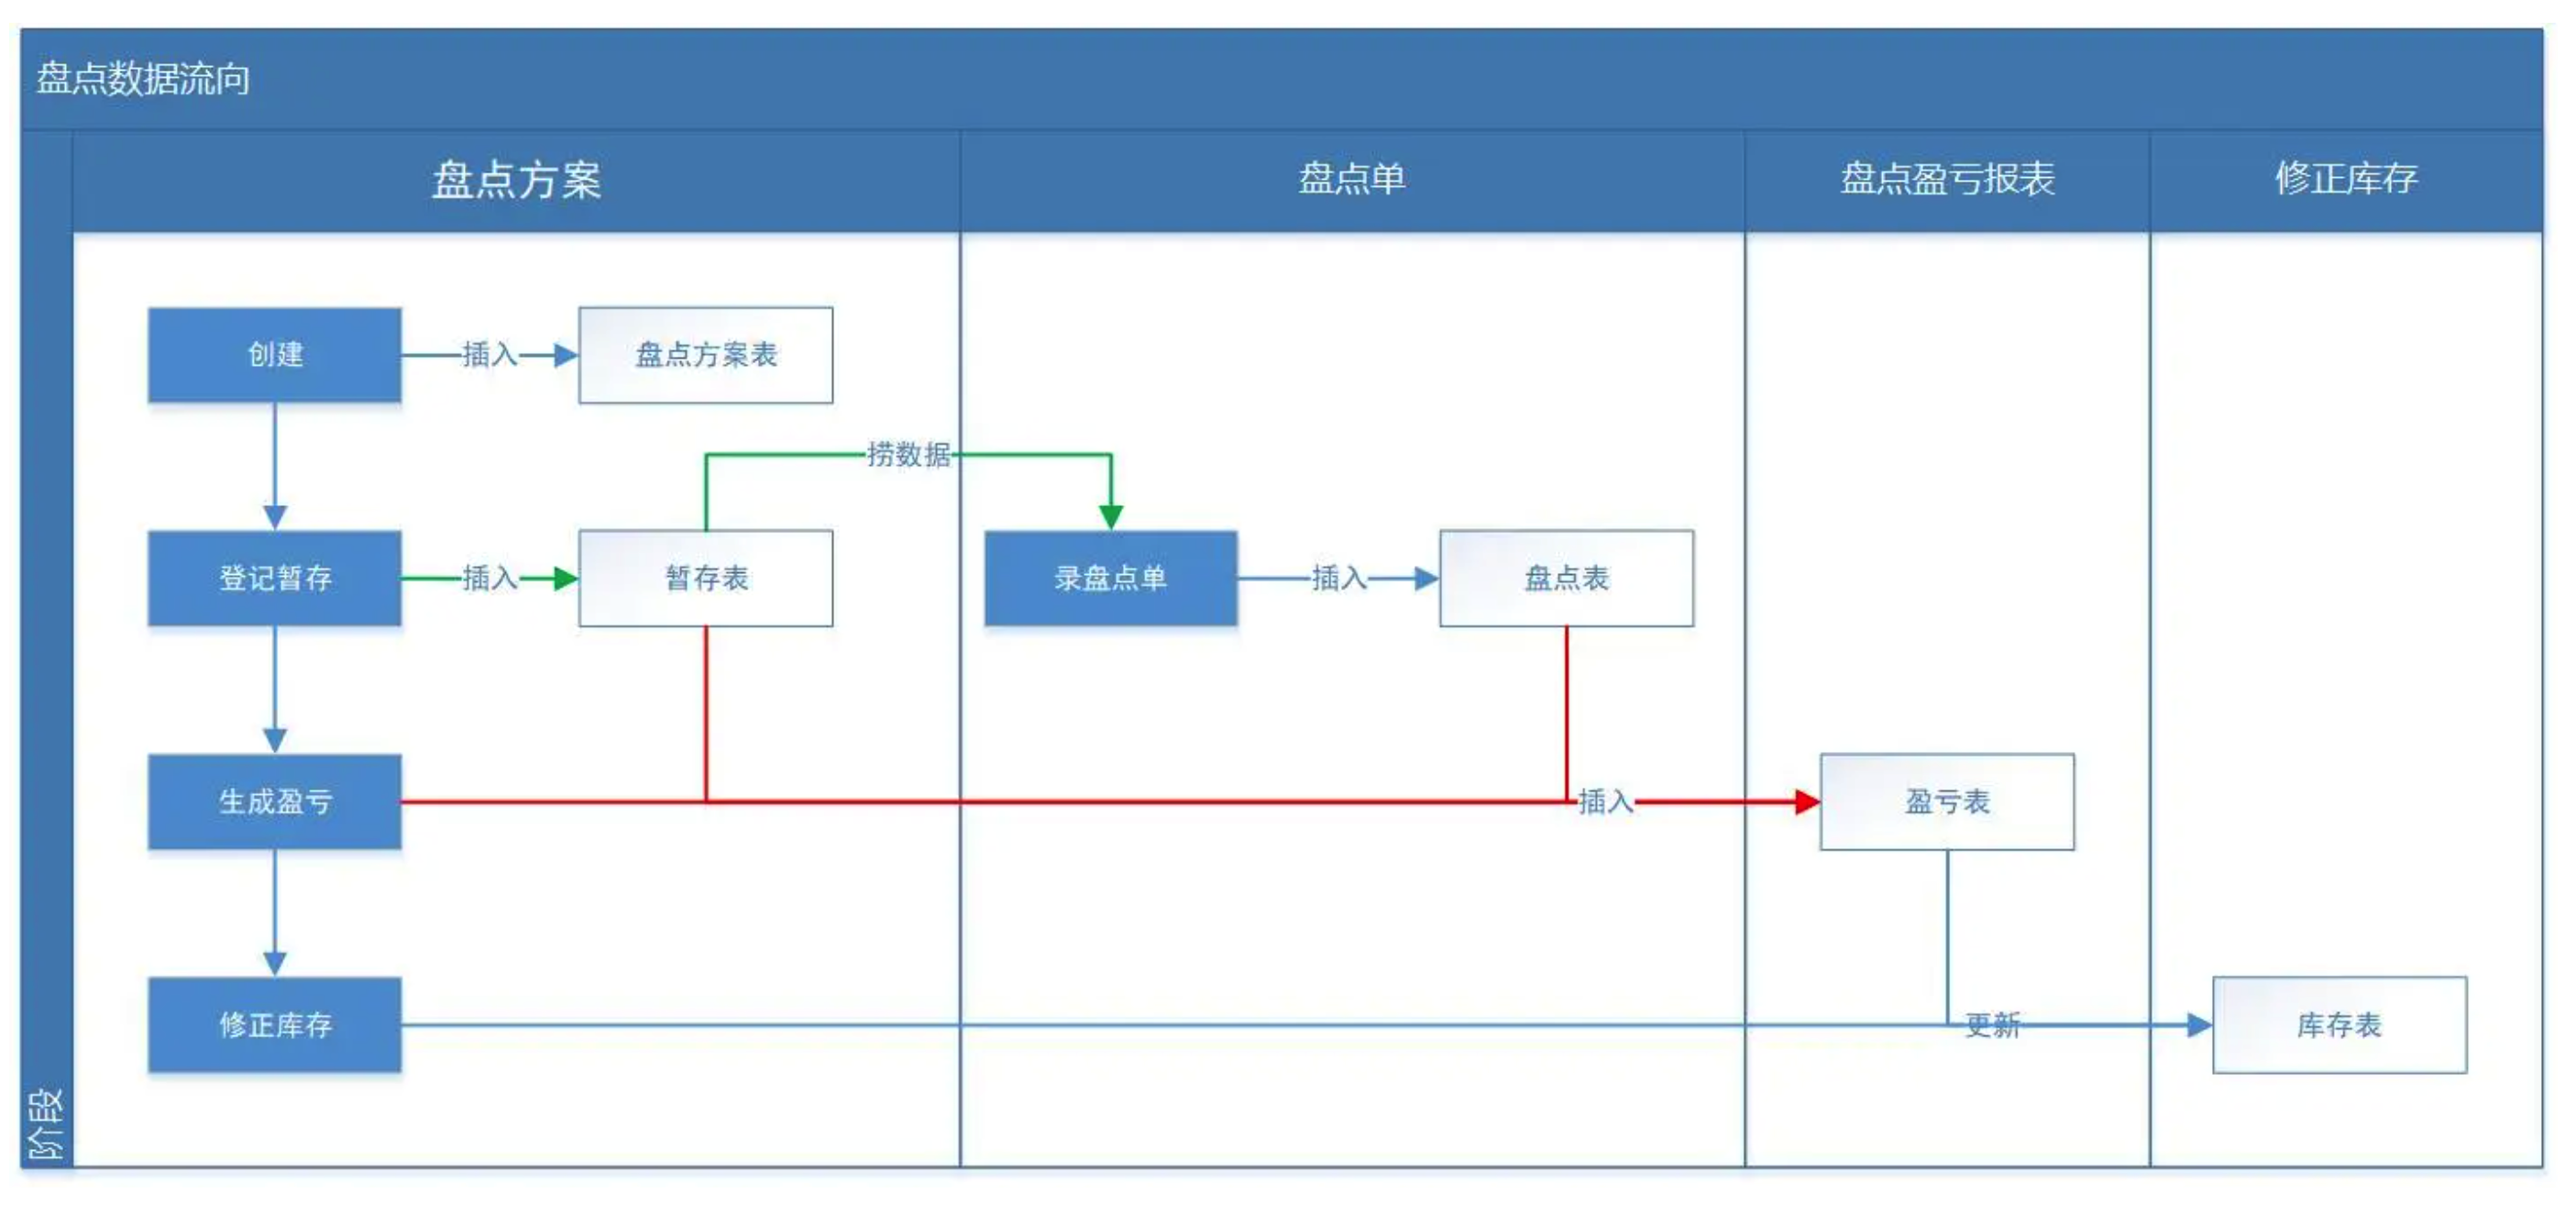 盘点数据流向
盘点方案
盘点单
盘点盈亏报表
修正库存
创建
插入
盘点方案表
捞数据
登记暂存
插入
暂存表
录盘点单
插入
盘点表
生成盈亏
插入
盈亏表
修正库存
更新
库存表
阶段